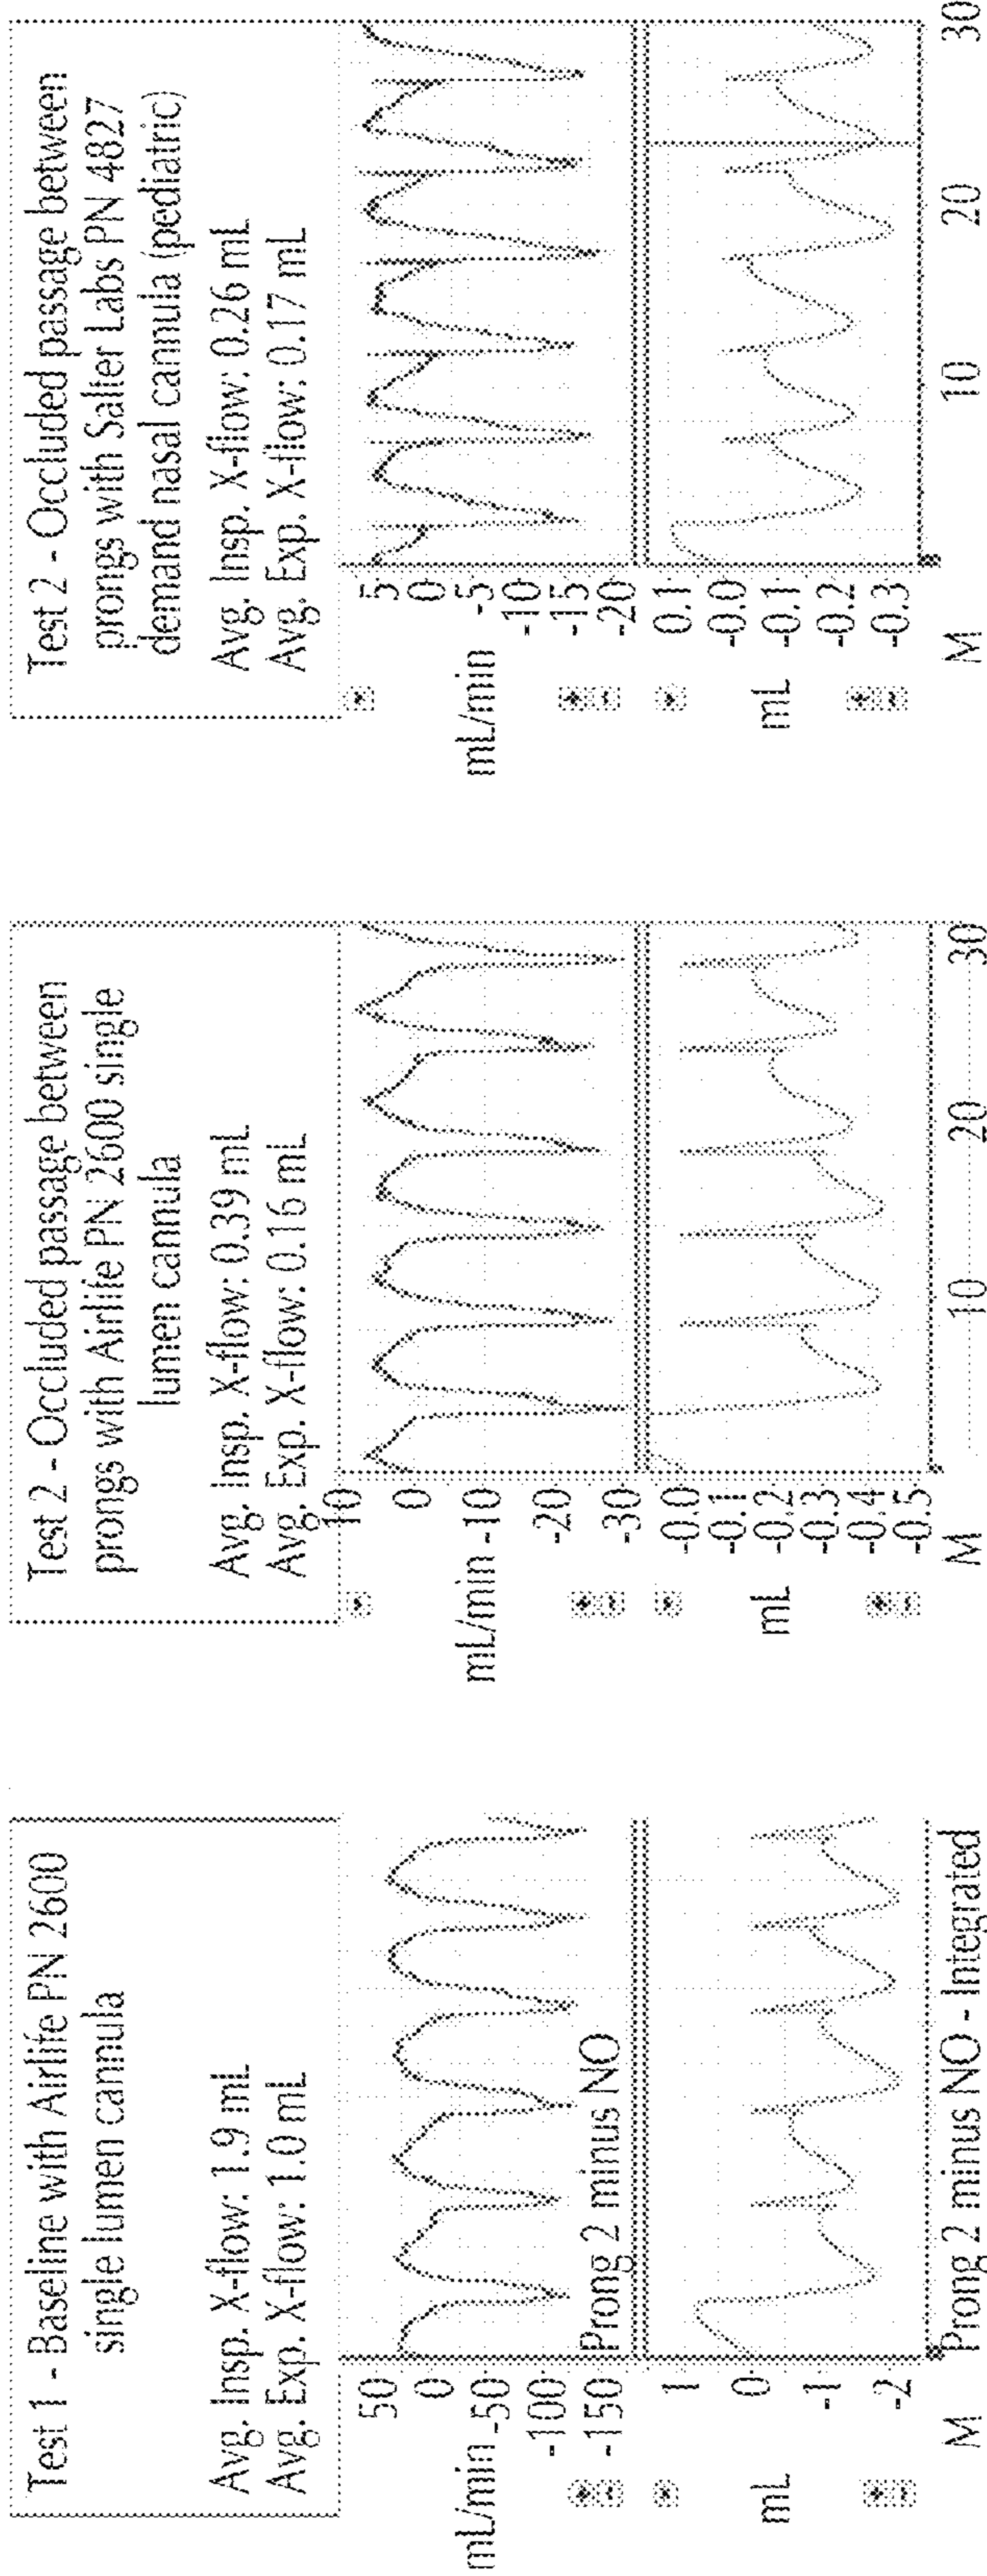 Test 1 - Baseline with Airlife PN 2600
single lumen cannula
Avg. Insp. X-flow: 1.9 mL
Avg. Exp. X-flow: 1.0 mL
50
0
-50
-100
-150
mL/min
Prong 2 minus NO
1
0
-1
-2
mL
M
Prong 2 minus NO - Integrated
Test 2 - Occluded passage between
prongs with Airlife PN 2600 single
lumen cannula
Avg. Insp. X-flow: 0.39 mL
Avg. Exp. X-flow: 0.16 mL
10
0
-10
-20
-30
mL/min
-0.0
-0.1
-0.2
-0.3
-0.4
-0.5
mL
M
10
20
30
Test 2 - Occluded passage between
prongs with Salter Labs PN 4827
demand nasal cannula (pediatric)
Avg. Insp. X-flow: 0.26 mL
Avg. Exp. X-flow: 0.17 mL
5
0
-5
-10
-15
-20
mL/min
0.1
-0.0
-0.1
-0.2
-0.3
mL
M
10
20
30